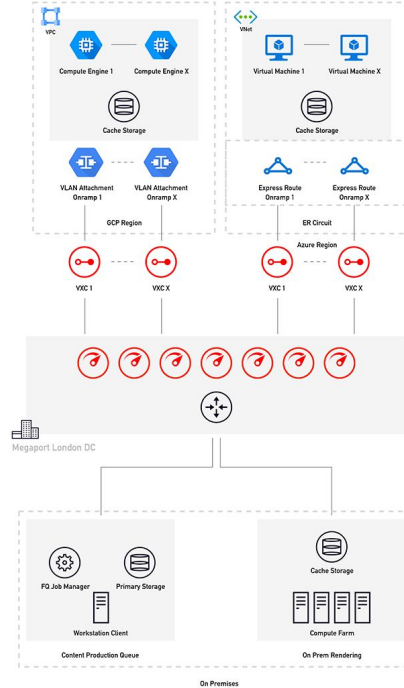 VPC
VNet
Compute Engine 1
Compute Engine X
Virtual Machine 1
Virtual Machine X
Cache Storage
Cache Storage
VLAN Attachment
Onramp 1
VLAN Attachment
Onramp X
Express Route
Onramp 1
Express Route
Onramp X
GCP Region
ER Circuit
Azure Region
VXC 1
VXC X
VXC 1
VXC X
Megaport London DC
Cache Storage
FQ Job Manager
Primary Storage
Workstation Client
Compute Farm
Content Production Queue
On Prem Rendering
On Premises